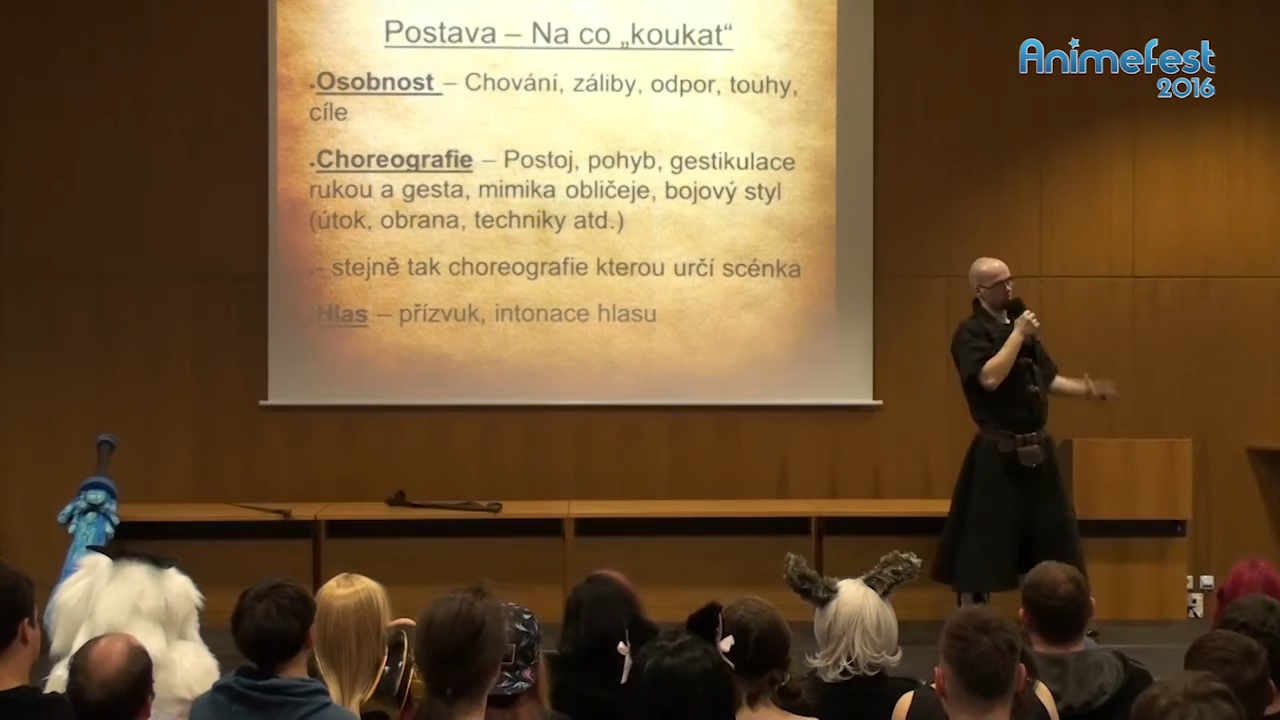 Postava – Na co „koukat“
AnimeFest
2016
.Osobnost – Chování, záliby, odpor, touhy,
cíle
.Choreografie – Postoj, pohyb, gestikulace
rukou a gesta, mimika obličeje, bojový styl
(útok, obrana, techniky atd.)
.- stejně tak choreografie kterou určí scénka
.Hlas – přízvuk, intonace hlasu